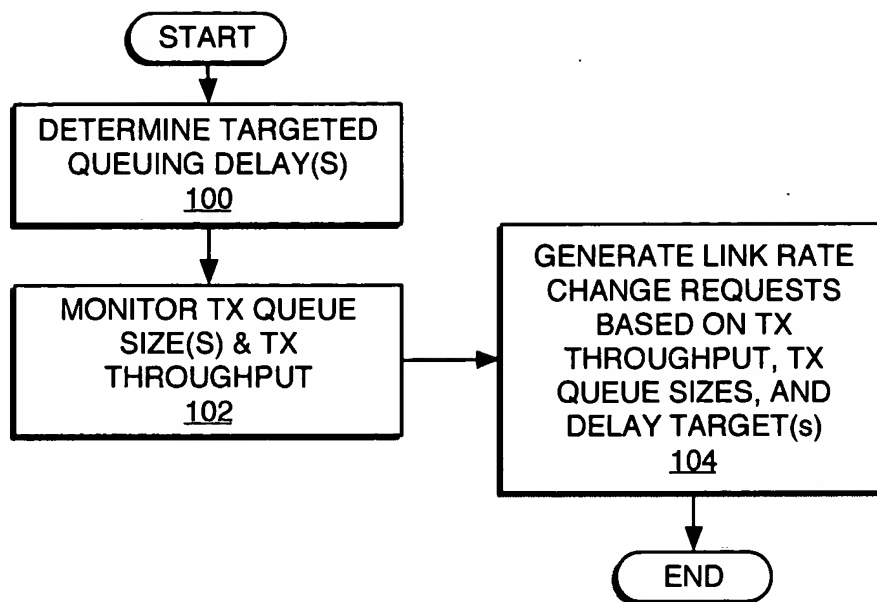 START
DETERMINE TARGETED
QUEUING DELAY(S)
100
MONITOR TX QUEUE
SIZE(S) & TX
THROUGHPUT
102
GENERATE LINK RATE
CHANGE REQUESTS
BASED ON TX
THROUGHPUT, TX
QUEUE SIZES, AND
DELAY TARGET(s)
104
END